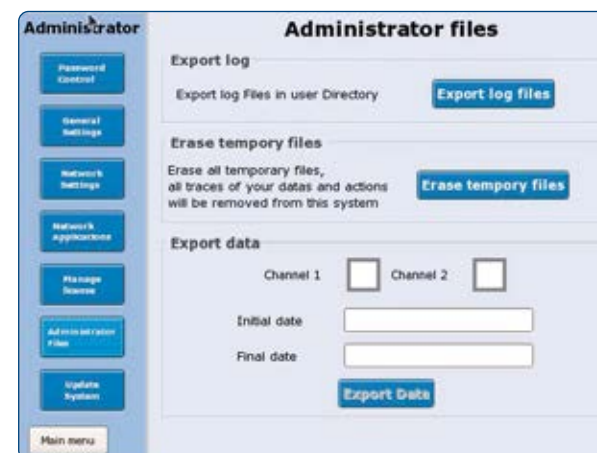 Administrator
Password
Control
General
Settings
Network
Settings
Network
Applications
Manage
license
Administrator
Files
Update
System
Main menu
Administrator files
Export log
Export log Files in user Directory
Export log files
Erase tempory files
Erase all temporary files,
all traces of your datas and actions
will be removed from this system
Erase tempory files
Export data
Channel 1
Channel 2
Initial date
Final date
Export Data